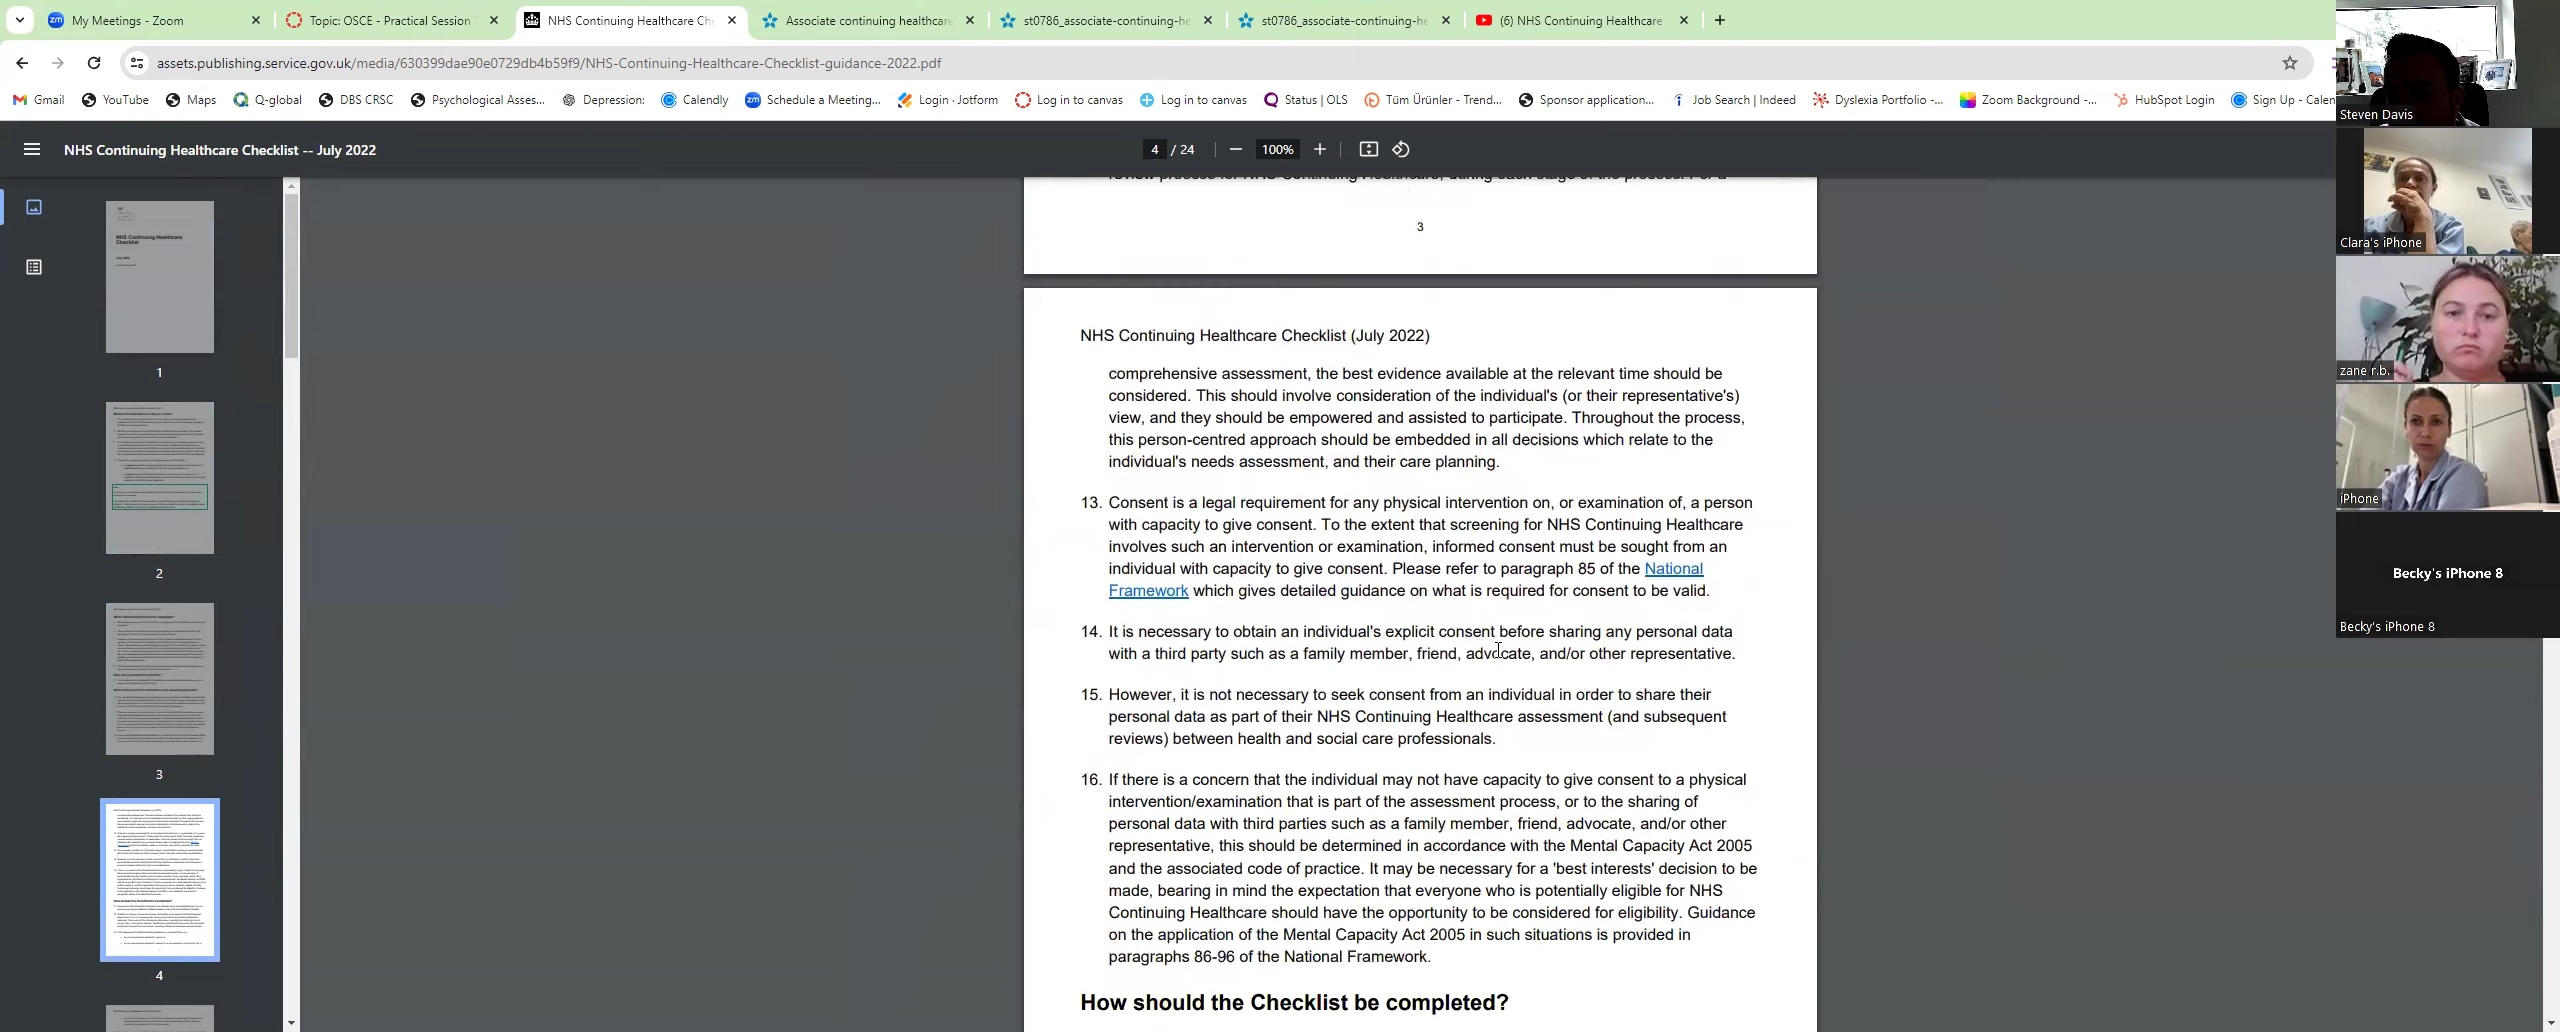 My Meetings - Zoom
Topic: OSCE - Practical Session
NHS Continuing Healthcare Ch
Associate continuing healthcare
st0786_associate-continuing-he
st0786_associate-continuing-he
(6) NHS Continuing Healthcare
assets.publishing.service.gov.uk/media/630399dae90e0729db4b59f9/NHS-Continuing-Healthcare-Checklist-guidance-2022.pdf
Gmail
YouTube
Maps
Q-global
DBS CRSC
Psychological Asses...
Depression:
Calendly
Schedule a Meeting...
Login · Jotform
Log in to canvas
Log in to canvas
Status | OLS
Tüm Ürünler - Trend...
Sponsor application...
Job Search | Indeed
Dyslexia Portfolio -...
Zoom Background -...
HubSpot Login
Sign Up - Calen
NHS Continuing Healthcare Checklist -- July 2022
4 / 24
100%
NHS Continuing Healthcare
Checklist
1
2
3
4
3
NHS Continuing Healthcare Checklist (July 2022)
comprehensive assessment, the best evidence available at the relevant time should be
considered. This should involve consideration of the individual's (or their representative's)
view, and they should be empowered and assisted to participate. Throughout the process,
this person-centred approach should be embedded in all decisions which relate to the
individual's needs assessment, and their care planning.
13. Consent is a legal requirement for any physical intervention on, or examination of, a person
with capacity to give consent. To the extent that screening for NHS Continuing Healthcare
involves such an intervention or examination, informed consent must be sought from an
individual with capacity to give consent. Please refer to paragraph 85 of the National
Framework which gives detailed guidance on what is required for consent to be valid.
14. It is necessary to obtain an individual's explicit consent before sharing any personal data
with a third party such as a family member, friend, advocate, and/or other representative.
15. However, it is not necessary to seek consent from an individual in order to share their
personal data as part of their NHS Continuing Healthcare assessment (and subsequent
reviews) between health and social care professionals.
16. If there is a concern that the individual may not have capacity to give consent to a physical
intervention/examination that is part of the assessment process, or to the sharing of
personal data with third parties such as a family member, friend, advocate, and/or other
representative, this should be determined in accordance with the Mental Capacity Act 2005
and the associated code of practice. It may be necessary for a 'best interests' decision to be
made, bearing in mind the expectation that everyone who is potentially eligible for NHS
Continuing Healthcare should have the opportunity to be considered for eligibility. Guidance
on the application of the Mental Capacity Act 2005 in such situations is provided in
paragraphs 86-96 of the National Framework.
How should the Checklist be completed?
Steven Davis
Clara's iPhone
zane r.b.
iPhone
Becky's iPhone 8
Becky's iPhone 8